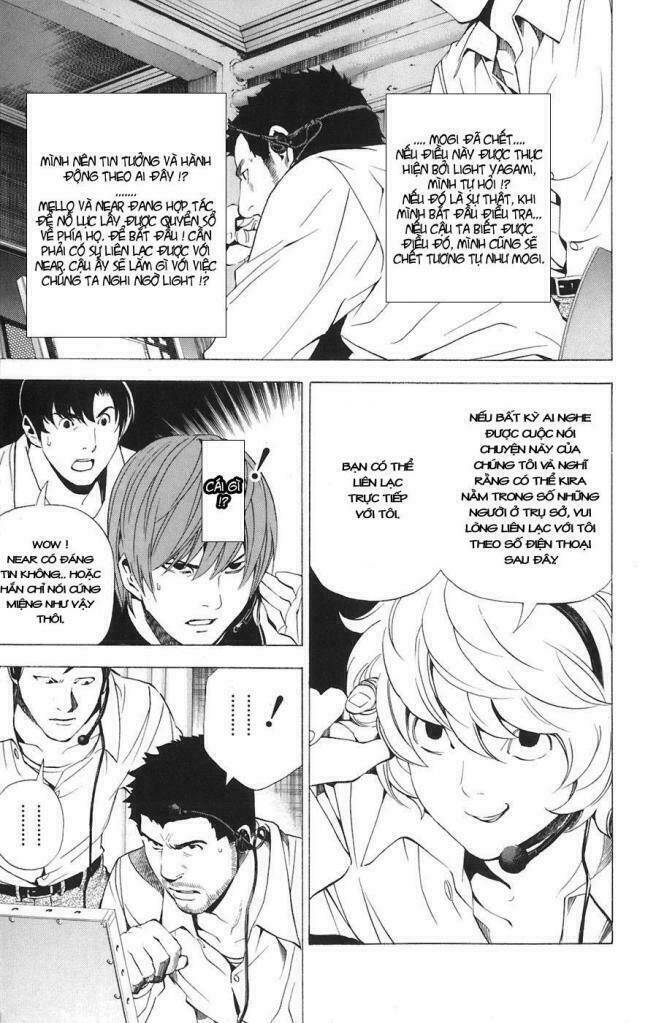 .... MOGI ĐÃ CHẾT....
NẾU ĐIỀU NÀY ĐƯỢC THỰC
HIỆN BỞI LIGHT YAGAMI,
MÌNH TỰ HỎI !?
NẾU ĐÓ LÀ SỰ THẬT, KHI
MÌNH BẮT ĐẦU ĐIỀU TRA...
NẾU CẬU TA BIẾT ĐƯỢC
ĐIỀU ĐÓ, MÌNH CŨNG SẼ
CHẾT TƯƠNG TỰ NHƯ MOGI.
MÌNH NÊN TIN TƯỞNG VÀ HÀNH
ĐỘNG THEO AI ĐÂY !?
.......
MELLO VÀ NEAR ĐANG HỢP TÁC,
ĐỂ NỖ LỰC LẤY ĐƯỢC QUYỂN SỔ
VỀ PHÍA HỌ. ĐỂ BẮT ĐẦU ! CẦN
PHẢI CÓ SỰ LIÊN LẠC ĐƯỢC VỚI
NEAR. CẬU ẤY SẼ LÀM GÌ VỚI VIỆC
CHÚNG TA NGHI NGỜ LIGHT !?
NẾU BẤT KỲ AI NGHE
ĐƯỢC CUỘC NÓI
CHUYỆN NÀY CỦA
CHÚNG TÔI VÀ NGHĨ
RẰNG CÓ THỂ KIRA
NẰM TRONG SỐ NHỮNG
NGƯỜI Ở TRỤ SỞ, VUI
LÒNG LIÊN LẠC VỚI TÔI
THEO SỐ ĐIỆN THOẠI
SAU ĐÂY.
BẠN CÓ THỂ
LIÊN LẠC
TRỰC TIẾP
VỚI TÔI.
!
CÁI GÌ
!?
WOW !
NEAR CÓ ĐÁNG
TIN KHÔNG.. HOẶC
HẮN CHỈ NÓI CỨNG
MIỆNG NHƯ VẬY
THÔI.
!
......
......